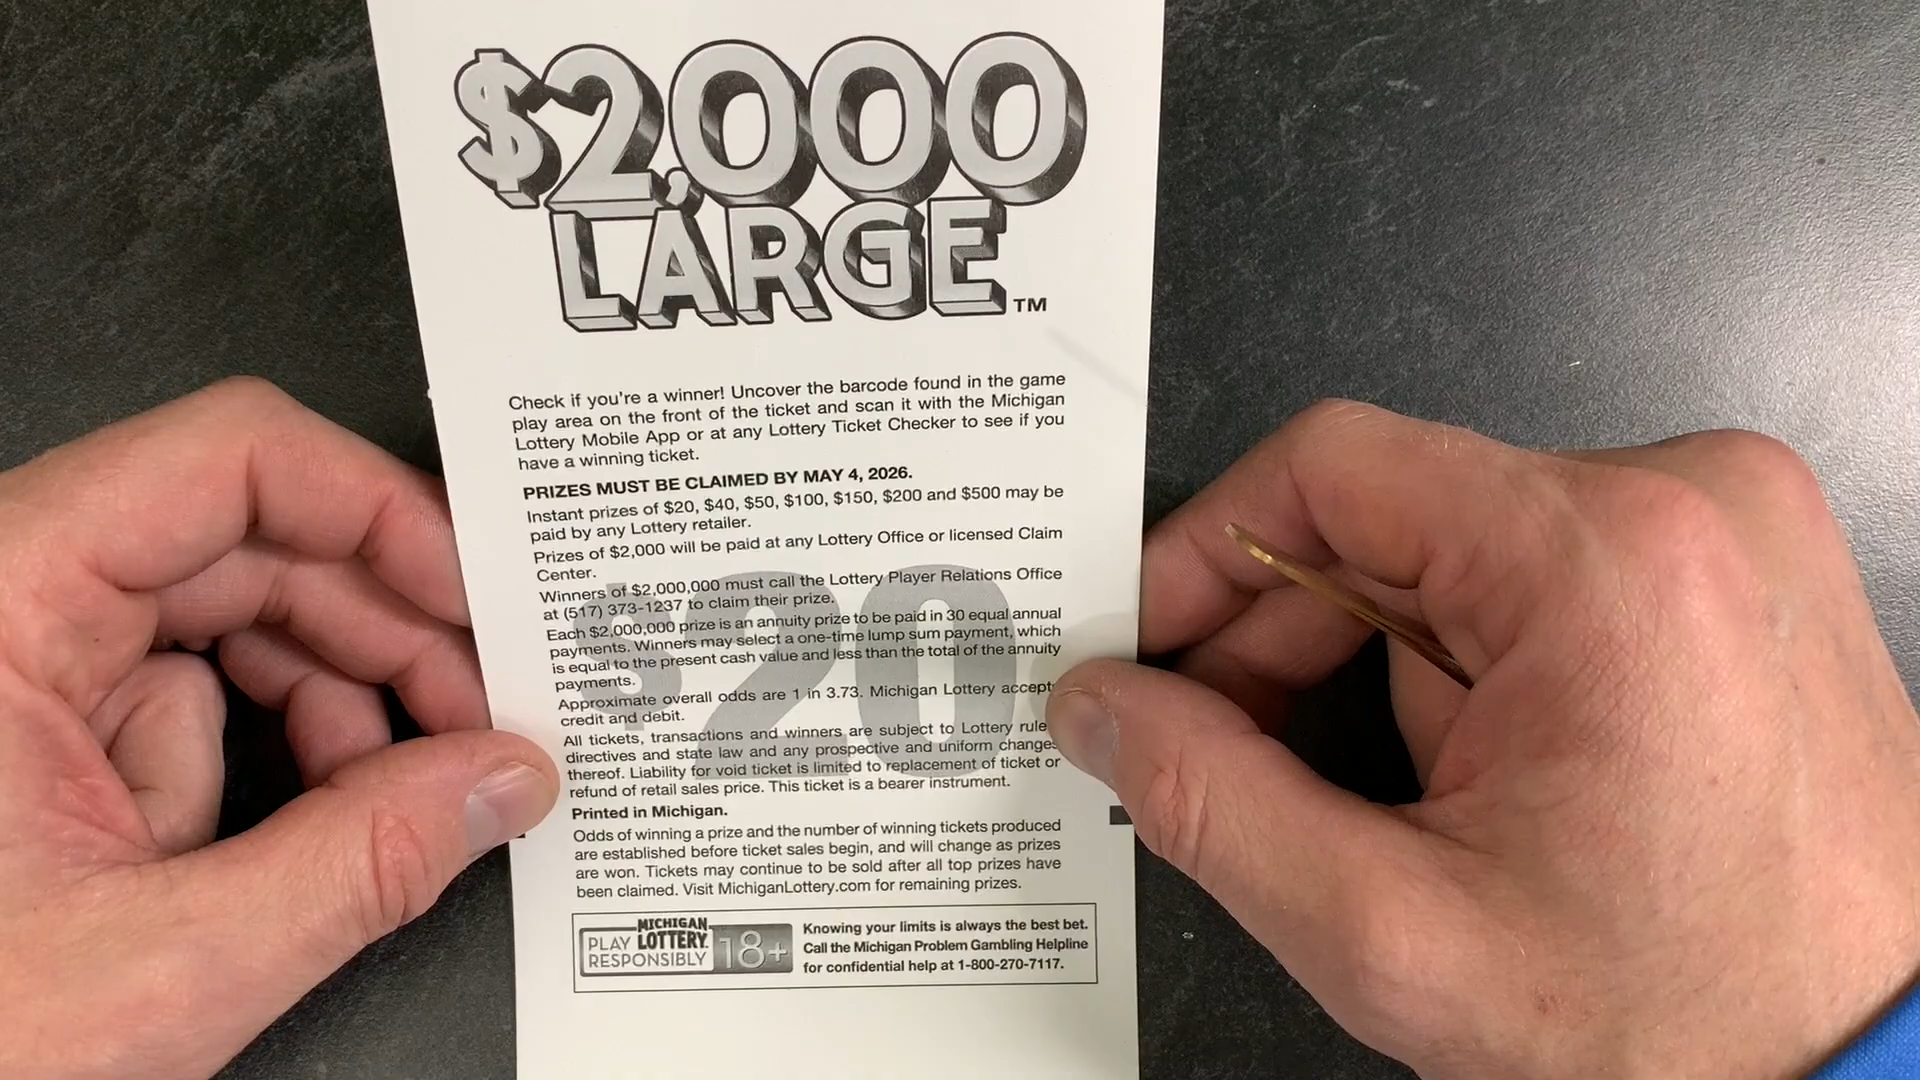 $2,000
LARGE™
Check if you're a winner! Uncover the barcode found in the game
play area on the front of the ticket and scan it with the Michigan
Lottery Mobile App or at any Lottery Ticket Checker to see if you
have a winning ticket.
PRIZES MUST BE CLAIMED BY MAY 4, 2026.
Instant prizes of $20, $40, $50, $100, $150, $200 and $500 may be
paid by any Lottery retailer.
Prizes of $2,000 will be paid at any Lottery Office or licensed Claim
Center.
Winners of $2,000,000 must call the Lottery Player Relations Office
at (517) 373-1237 to claim their prize.
Each $2,000,000 prize is an annuity prize to be paid in 30 equal annual
payments. Winners may select a one-time lump sum payment, which
is equal to the present cash value and less than the total of the annuity
payments.
$20
Approximate overall odds are 1 in 3.73. Michigan Lottery accept
credit and debit.
All tickets, transactions and winners are subject to Lottery rule
directives and state law and any prospective and uniform changes
thereof. Liability for void ticket is limited to replacement of ticket or
refund of retail sales price. This ticket is a bearer instrument.
Printed in Michigan.
Odds of winning a prize and the number of winning tickets produced
are established before ticket sales begin, and will change as prizes
are won. Tickets may continue to be sold after all top prizes have
been claimed. Visit MichiganLottery.com for remaining prizes.
MICHIGAN
PLAY LOTTERY.
RESPONSIBLY
18+
Knowing your limits is always the best bet.
Call the Michigan Problem Gambling Helpline
for confidential help at 1-800-270-7117.